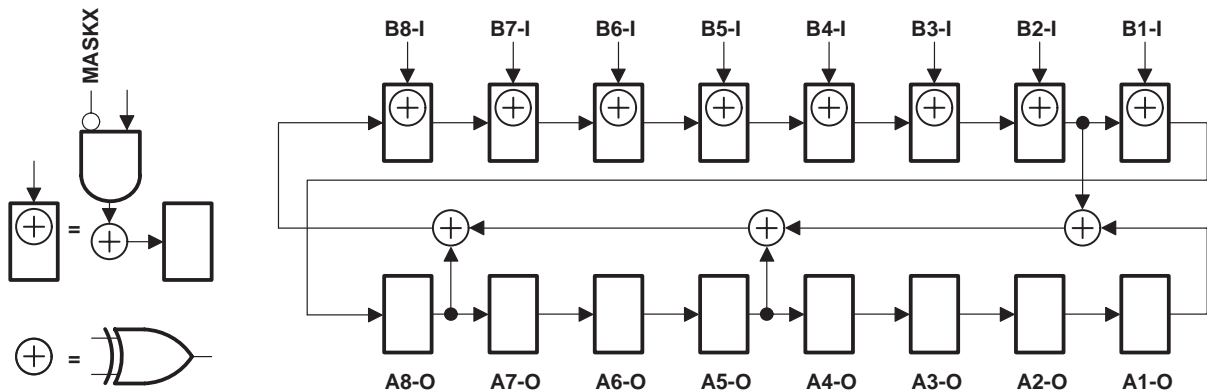 MASKX
=
=
B8-I B7-I B6-I B5-I B4-I B3-I B2-I B1-I
A8-O A7-O A6-O A5-O A4-O A3-O A2-O A1-O